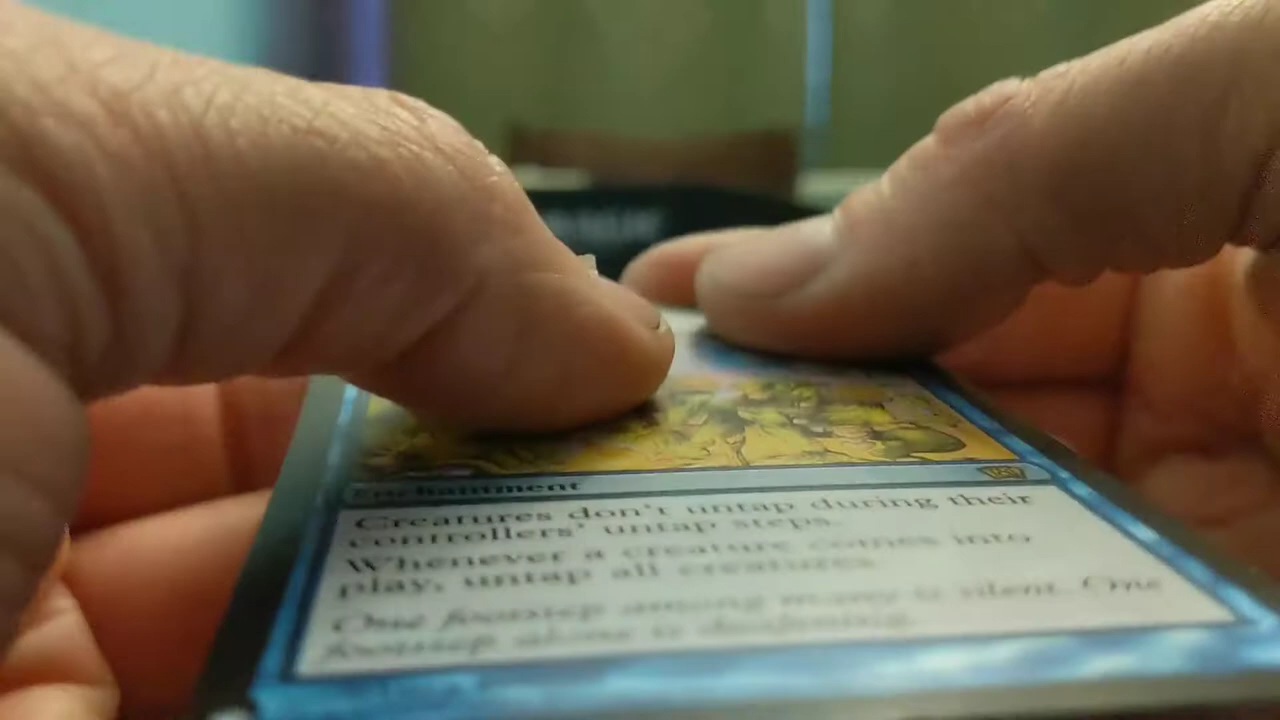 Enchantment
Creatures don't untap during their
controllers' untap steps.
Whenever a creature comes into
play, untap all creatures.
One footstep among many is silent. One
footstep alone is deafening.